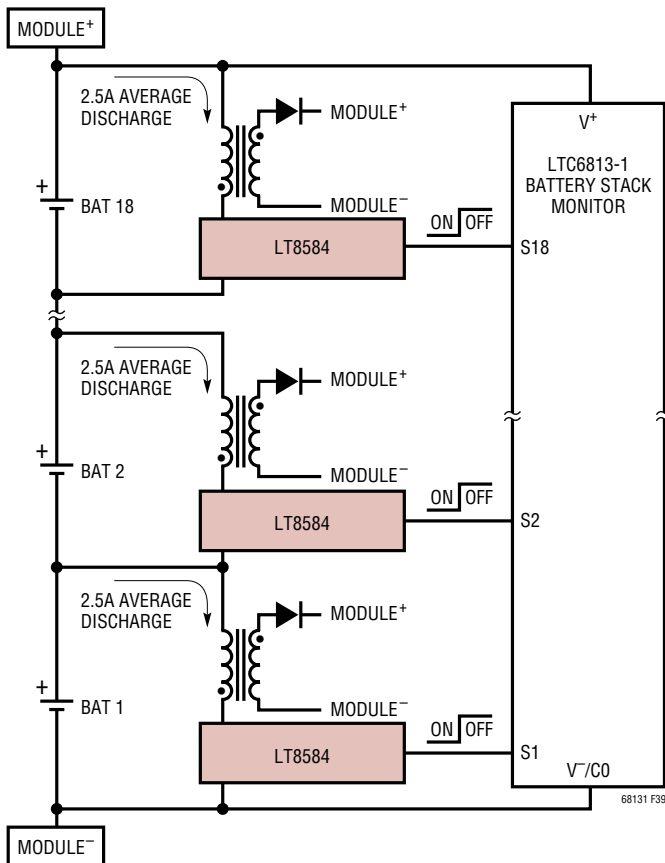 MODULE⁺
2.5A AVERAGE
DISCHARGE
MODULE⁺
V⁺
LTC6813-1
BATTERY STACK
MONITOR
+
BAT 18
MODULE⁻
ON OFF
LT8584
S18
2.5A AVERAGE
DISCHARGE
MODULE⁺
+
BAT 2
MODULE⁻
ON OFF
LT8584
S2
2.5A AVERAGE
DISCHARGE
MODULE⁺
+
BAT 1
MODULE⁻
ON OFF
LT8584
S1
V⁻/C0
68131 F39
MODULE⁻